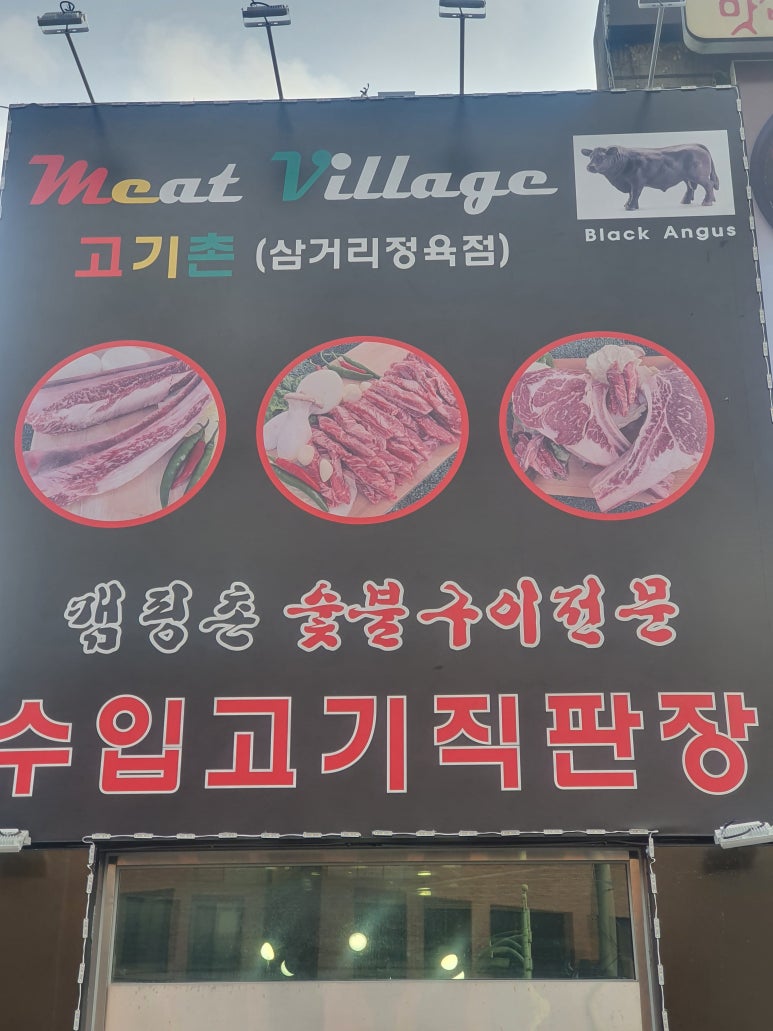 맛
Meat Village
Black Angus
고기촌 (삼거리정육점)
캠핑촌 숯불구이전문
수입고기직판장